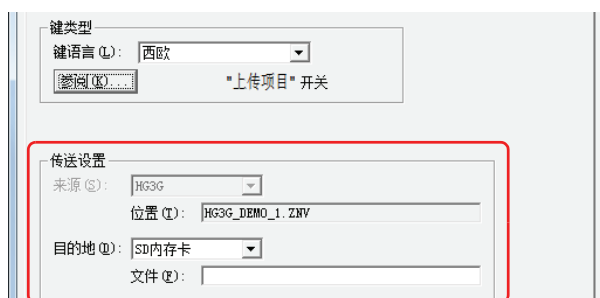 键类型
键语言(L): 西欧
参阅(K)... "上传项目" 开关
传送设置
来源(S): HG3G
位置(T): HG3G_DEMO_1.ZNV
目的地(D): SD内存卡
文件(F):